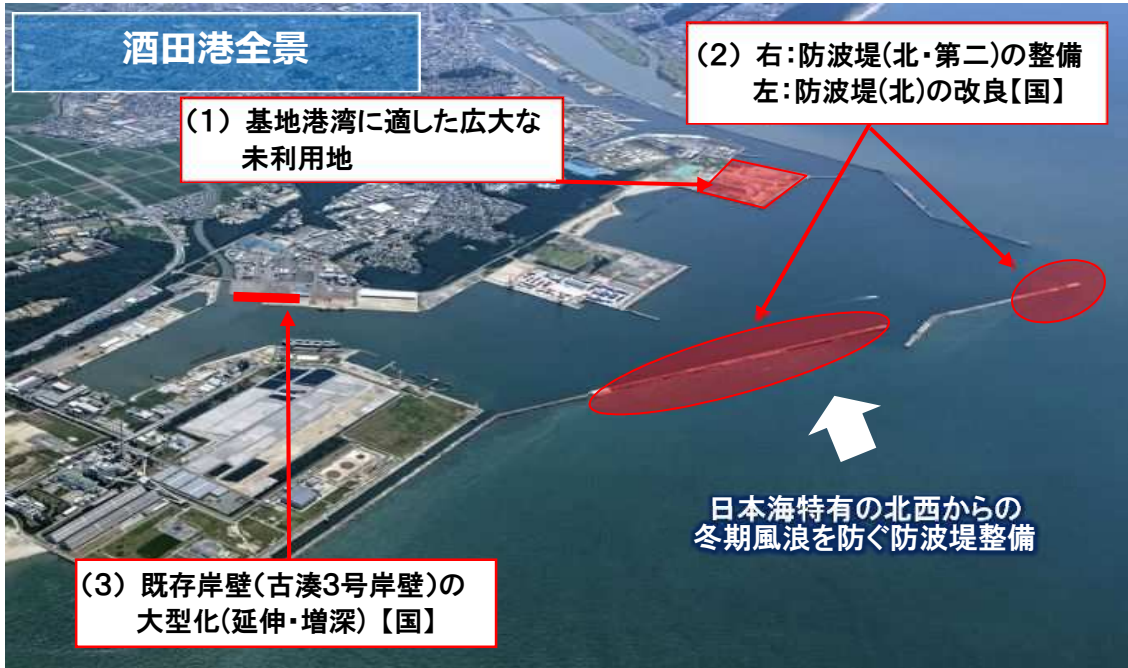 酒田港全景
(2) 右：防波堤(北・第二)の整備
左：防波堤(北)の改良【国】
(1) 基地港湾に適した広大な
未利用地
日本海特有の北西からの
冬期風浪を防ぐ防波堤整備
(3) 既存岸壁(古湊3号岸壁)の
大型化(延伸・増深)【国】